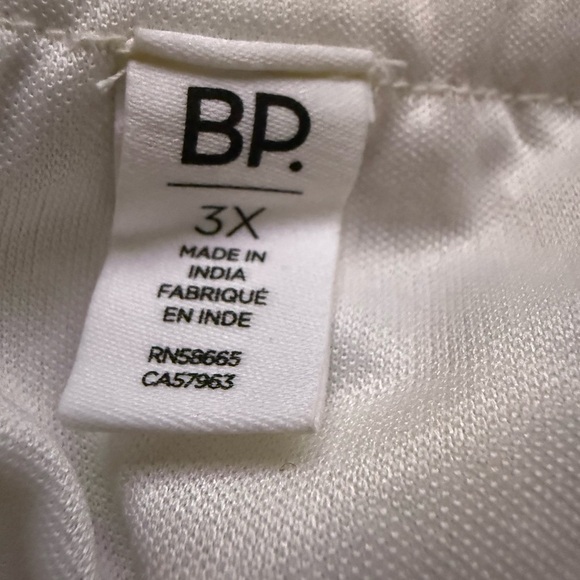 BP.
3X
MADE IN
INDIA
FABRIQUÉ
EN INDE
RN58665
CA57963